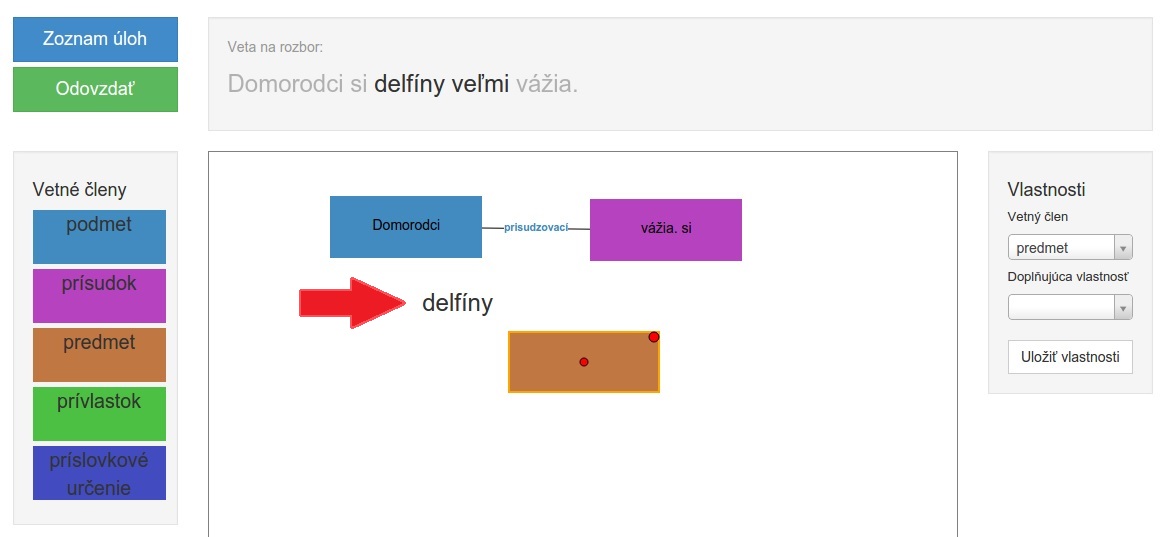 Zoznam úloh
Odovzdať
Veta na rozbor:
Domorodci si delfíny veľmi vážia.
Vetné členy
podmet
prísudok
predmet
prívlastok
príslovkové
určenie
Domorodci
prisudzovací
vážia. si
delfíny
Vlastnosti
Vetný člen
predmet
Doplňujúca vlastnosť
Uložiť vlastnosti